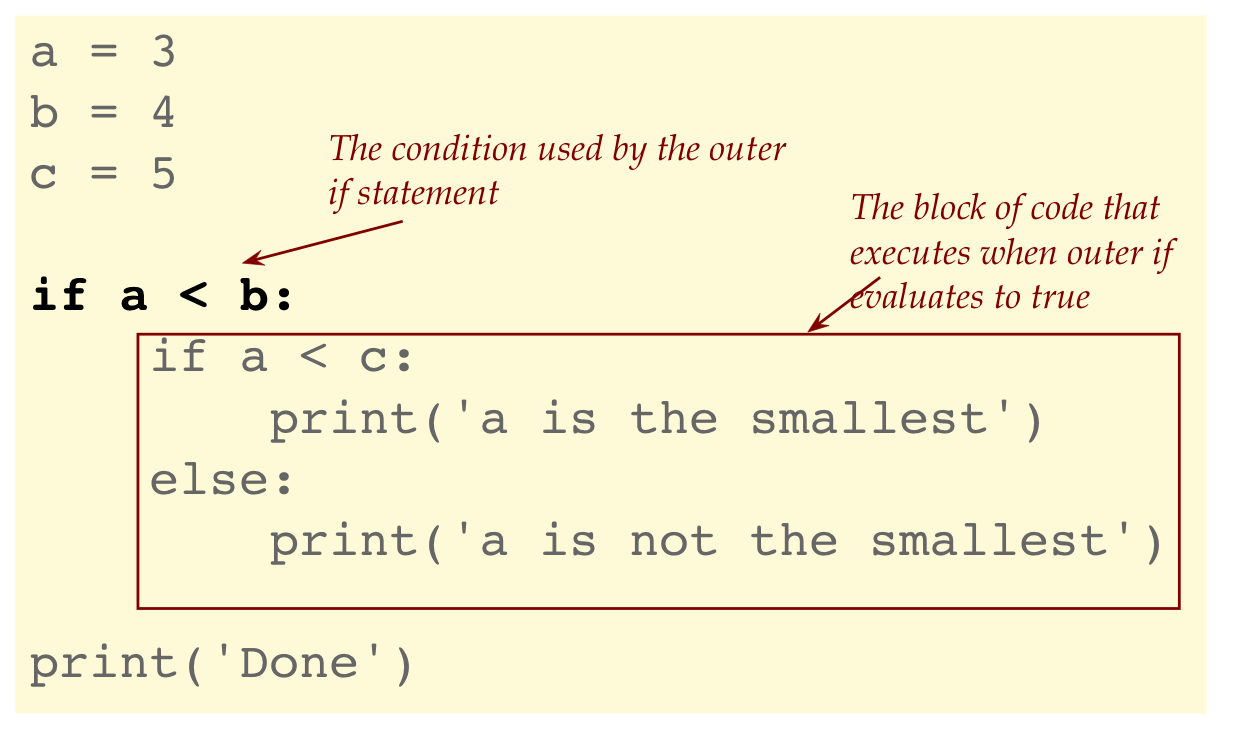 a = 3
b = 4
c = 5
The condition used by the outer
if statement
The block of code that
executes when outer if
evaluates to true
if a < b:
    if a < c:
        print('a is the smallest')
    else:
        print('a is not the smallest')
print('Done')